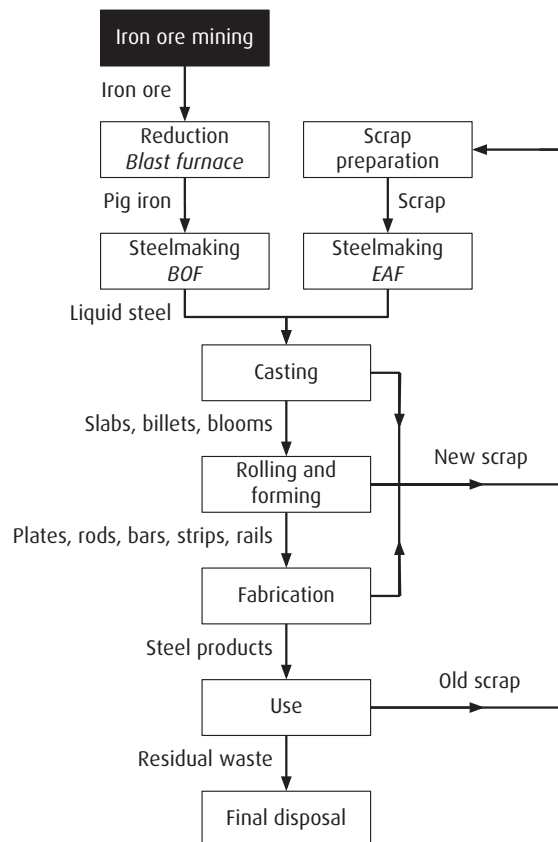 Iron ore mining
Iron ore
Reduction
Blast furnace
Scrap
preparation
Pig iron
Scrap
Steelmaking
BOF
Steelmaking
EAF
Liquid steel
Casting
Slabs, billets, blooms
Rolling and
forming
New scrap
Plates, rods, bars, strips, rails
Fabrication
Steel products
Use
Old scrap
Residual waste
Final disposal